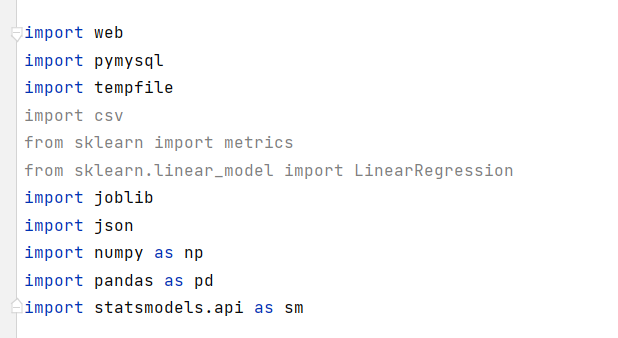 import web
import pymysql
import tempfile
import csv
from sklearn import metrics
from sklearn.linear_model import LinearRegression
import joblib
import json
import numpy as np
import pandas as pd
import statsmodels.api as sm